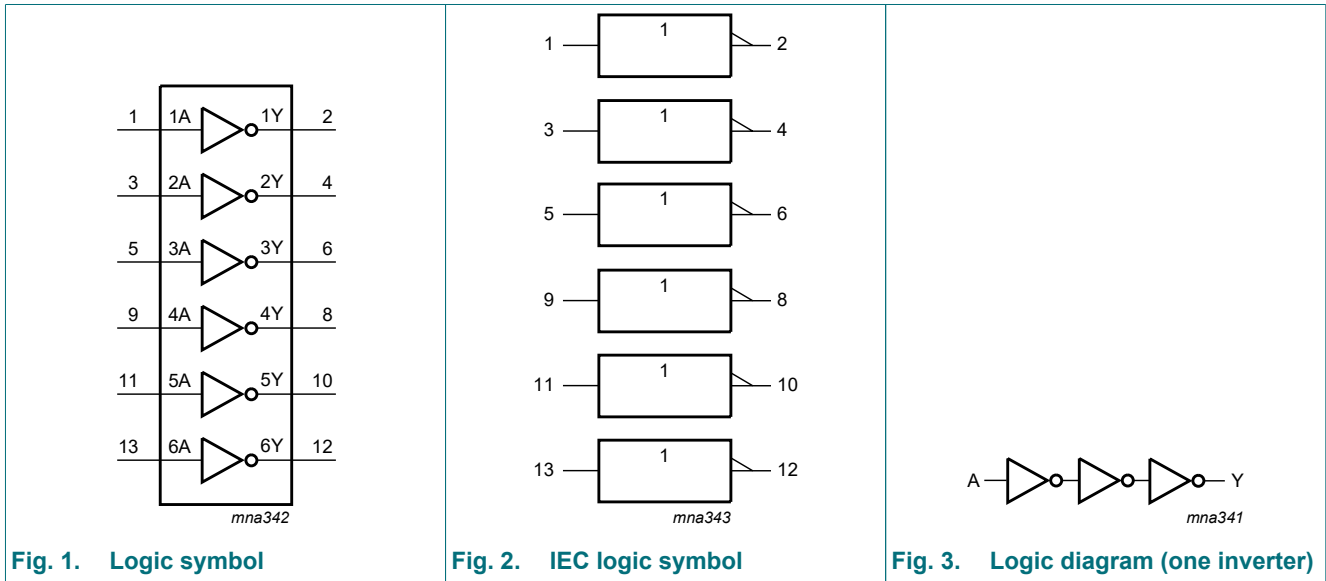 1 1A 1Y 2
3 2A 2Y 4
5 3A 3Y 6
9 4A 4Y 8
11 5A 5Y 10
13 6A 6Y 12
mna342
Fig. 1. Logic symbol
1 1 2
3 1 4
5 1 6
9 1 8
11 1 10
13 1 12
mna343
Fig. 2. IEC logic symbol
A Y
mna341
Fig. 3. Logic diagram (one inverter)